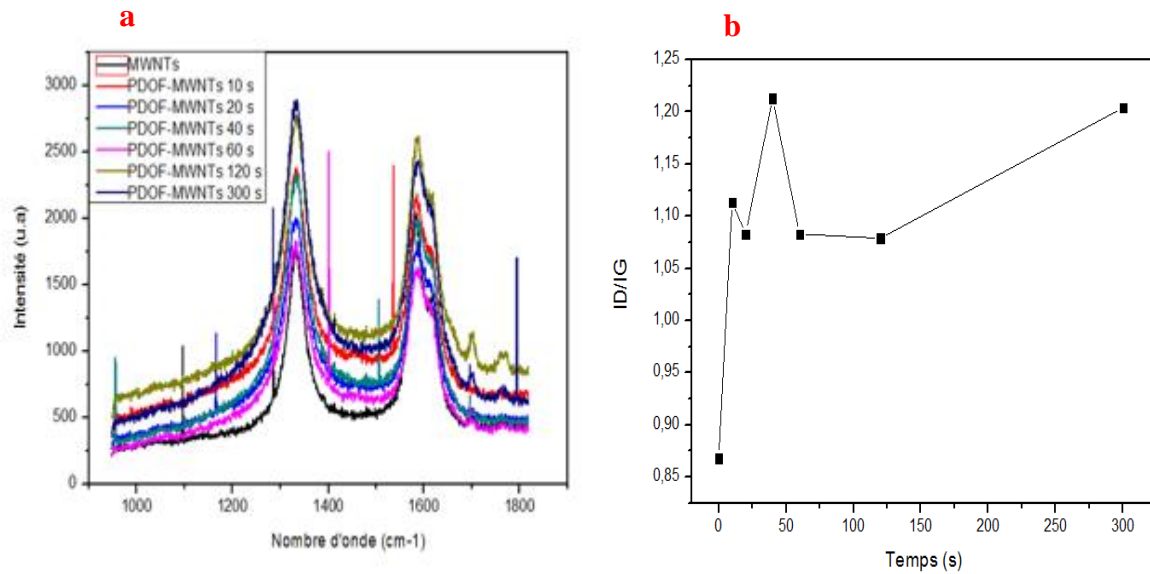 a
MWNTs
PDOF-MWNTs 10 s
PDOF-MWNTs 20 s
PDOF-MWNTs 40 s
PDOF-MWNTs 60 s
PDOF-MWNTs 120 s
PDOF-MWNTs 300 s
3000
2500
2000
1500
1000
500
0
Intensité (u.a)
1000 1200 1400 1600 1800
Nombre d'onde (cm-1)
b
1,25
1,20
1,15
1,10
1,05
1,00
0,95
0,90
0,85
ID/IG
0 50 100 150 200 250 300
Temps (s)